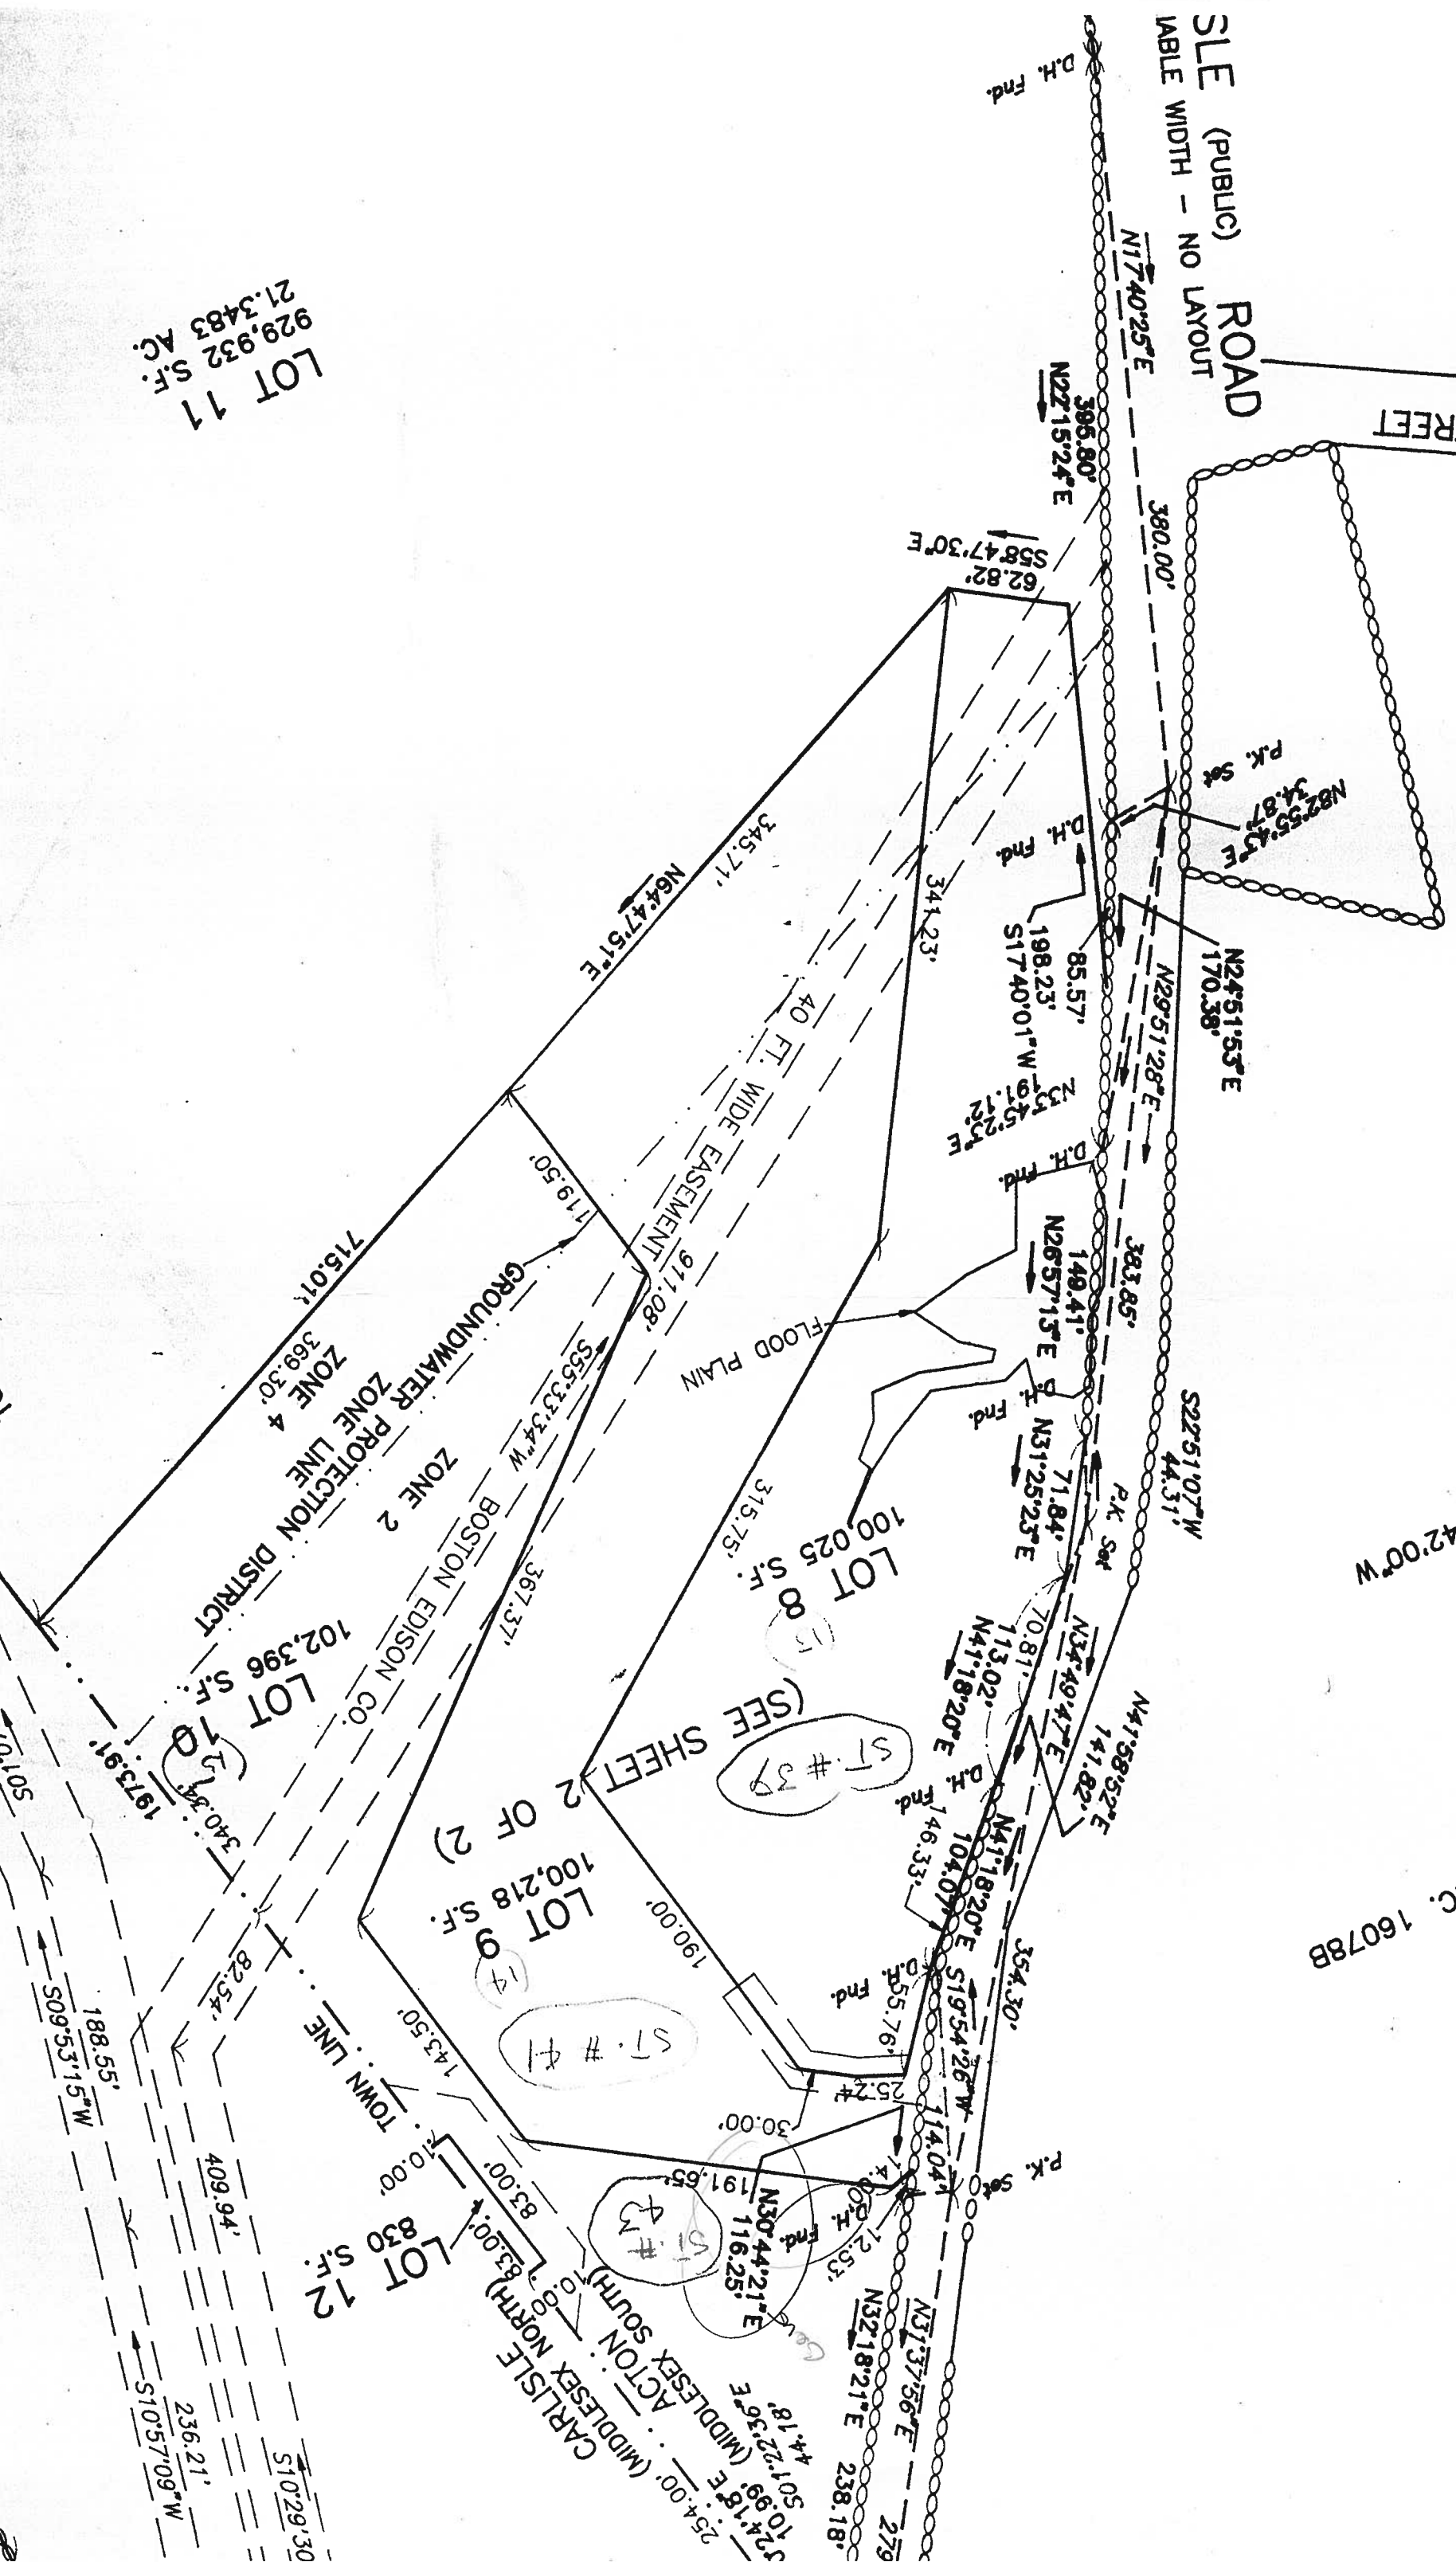 SLE (PUBLIC) ROAD
IABLE WIDTH - NO LAYOUT
REET
D.H. Fnd.
N17°40'25"E
380.00'
395.80'
N22°15'24"E
LOT 11
929,932 S.F.
21.3483 AC.
62.82'
S58°47'30"E
P.K. Set
N82°55'43"E
34.87'
D.H. Fnd.
345.71'
N64°47'51"E
341.23'
85.57'
198.23'
S17°40'01"W
N24°51'53"E
170.38'
N29°51'28"E
383.85'
N33°45'23"E
191.12'
D.H. Fnd.
40 FT. WIDE EASEMENT
911.08'
S55°33'34"W
BOSTON EDISON CO.
119.50'
GROUNDWATER PROTECTION DISTRICT
ZONE LINE
ZONE 2
ZONE 4
715.01'
369.30'
149.41'
N26°57'13"E
FLOOD PLAIN
D.H. Fnd.
71.84'
N31°25'23"E
S22°51'07"W
44.31'
P.K. Set
42'00"W
315.75'
367.37'
LOT 8
100,025 S.F.
(15)
70.81'
113.02'
N41°18'20"E
N34°49'47"E
N41°58'52"E
141.82'
LOT 10
102,396 S.F.
1973.91'
340.34'
(SEE SHEET 2 OF 2)
ST. # 39
D.H. Fnd.
146.33'
N41°18'20"E
104.07'
354.30'
C. 16078B
LOT 9
100,218 S.F.
(14)
190.00'
D.H. Fnd.
55.76'
S19°54'26"W
114.04'
ST. # 41
143.50'
82.54'
TOWN LINE
25.24'
30.00'
P.K. Set
188.55'
S09°53'15"W
S01°0
10.00'
83.00'
83.00'
10.00
LOT 12
830 S.F.
191.65'
ST. #
43
14.00'
D.H. Fnd.
12.53'
N30°44'21"E
116.25'
N32°18'21"E
238.18'
N31°37'56"E
279
409.94'
CARLISLE
(MIDDLESEX NORTH)
ACTON
(MIDDLESEX SOUTH)
S01°22'36"E
44.18'
°24'18"E
10.99'
254.00'
236.21'
S10°57'09"W
S10°29'30